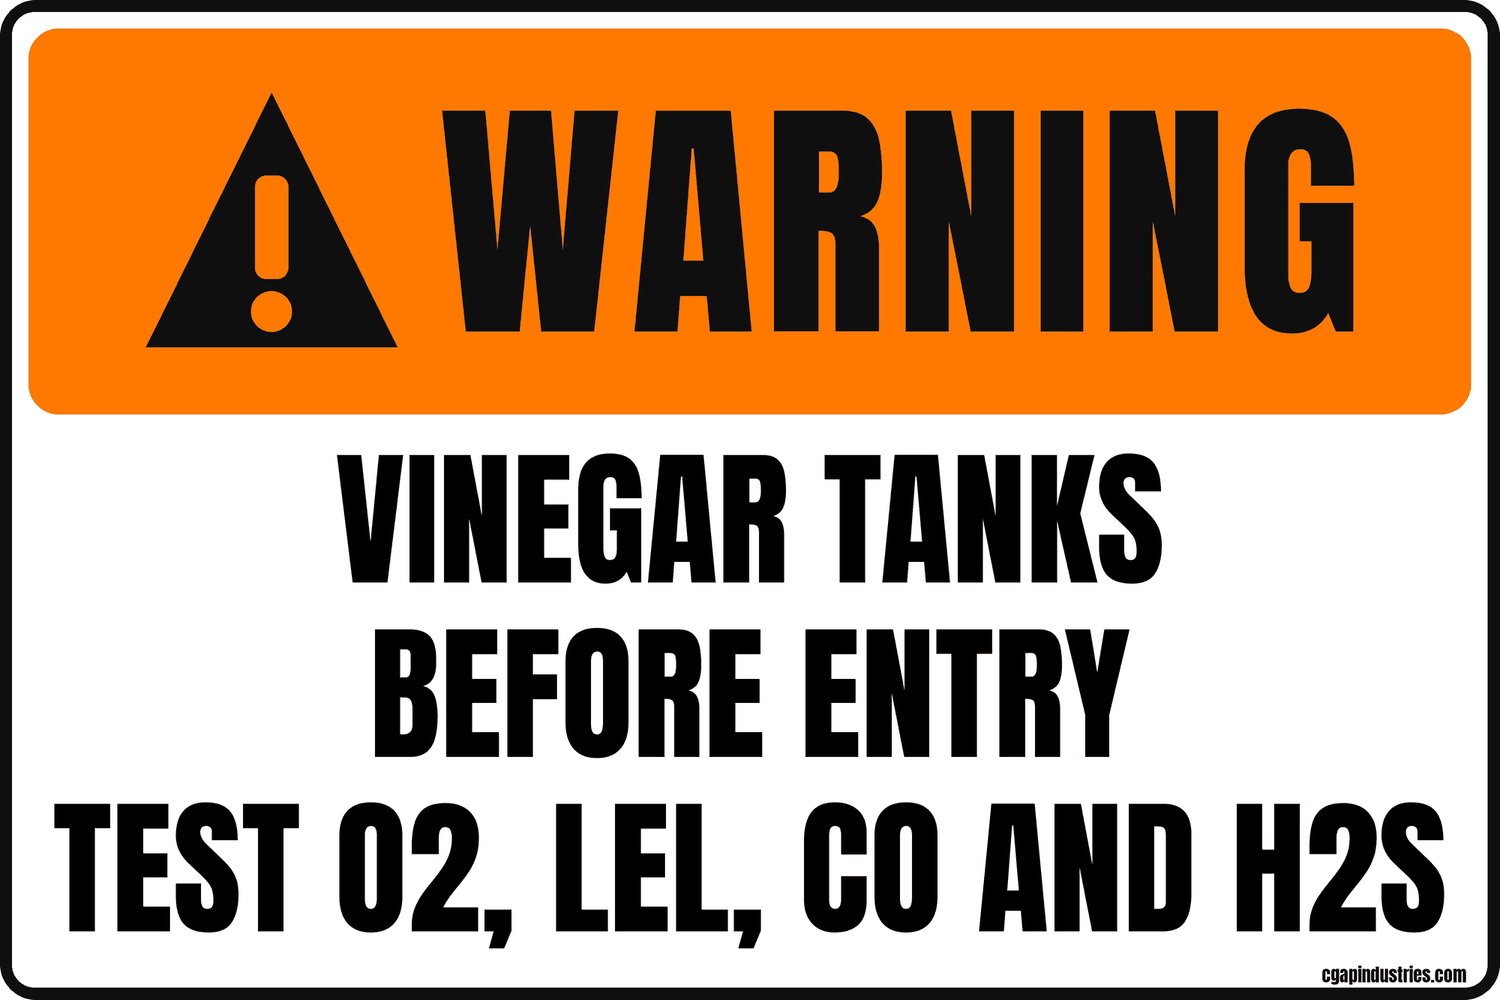 WARNING
VINEGAR TANKS
BEFORE ENTRY
TEST O2, LEL, CO AND H2S
cgapindustries.com